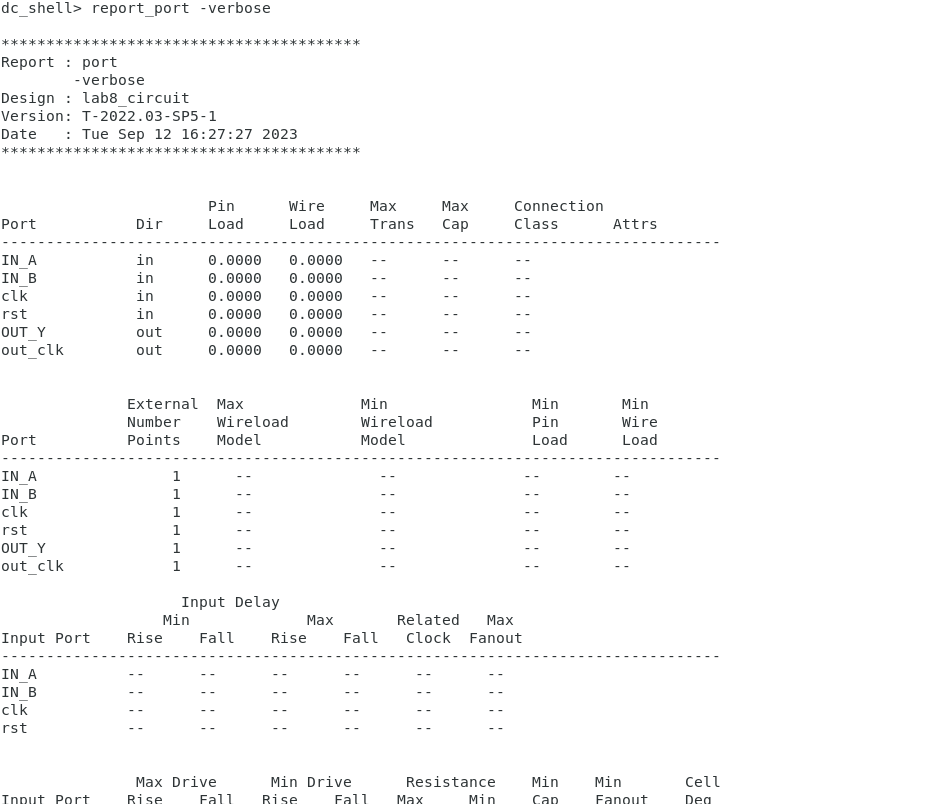 dc_shell> report_port -verbose
****************************************
Report : port
        -verbose
Design : lab8_circuit
Version: T-2022.03-SP5-1
Date   : Tue Sep 12 16:27:27 2023
****************************************
                       Pin      Wire     Max     Max     Connection
Port           Dir     Load     Load     Trans   Cap     Class      Attrs
--------------------------------------------------------------------------------
IN_A           in      0.0000   0.0000   --      --      --
IN_B           in      0.0000   0.0000   --      --      --
clk            in      0.0000   0.0000   --      --      --
rst            in      0.0000   0.0000   --      --      --
OUT_Y          out     0.0000   0.0000   --      --      --
out_clk        out     0.0000   0.0000   --      --      --
              External  Max             Min                Min       Min
              Number    Wireload        Wireload           Pin       Wire
Port          Points    Model           Model              Load      Load
--------------------------------------------------------------------------------
IN_A               1      --              --              --        --
IN_B               1      --              --              --        --
clk                1      --              --              --        --
rst                1      --              --              --        --
OUT_Y              1      --              --              --        --
out_clk            1      --              --              --        --
                    Input Delay
                  Min             Max       Related   Max
Input Port    Rise    Fall    Rise    Fall   Clock  Fanout
--------------------------------------------------------------------------------
IN_A          --      --      --      --      --      --
IN_B          --      --      --      --      --      --
clk           --      --      --      --      --      --
rst           --      --      --      --      --      --
               Max Drive      Min Drive      Resistance    Min    Min       Cell
Input Port    Rise    Fall   Rise    Fall   Max     Min    Cap    Fanout    Deg